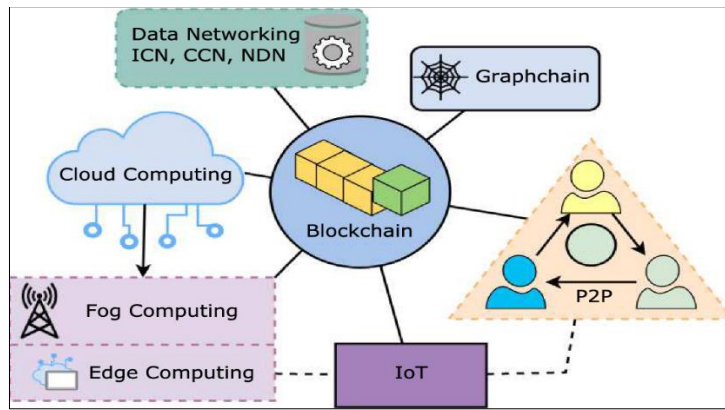 Data Networking
ICN, CCN, NDN
Graphchain
Cloud Computing
Blockchain
P2P
Fog Computing
Edge Computing
IoT